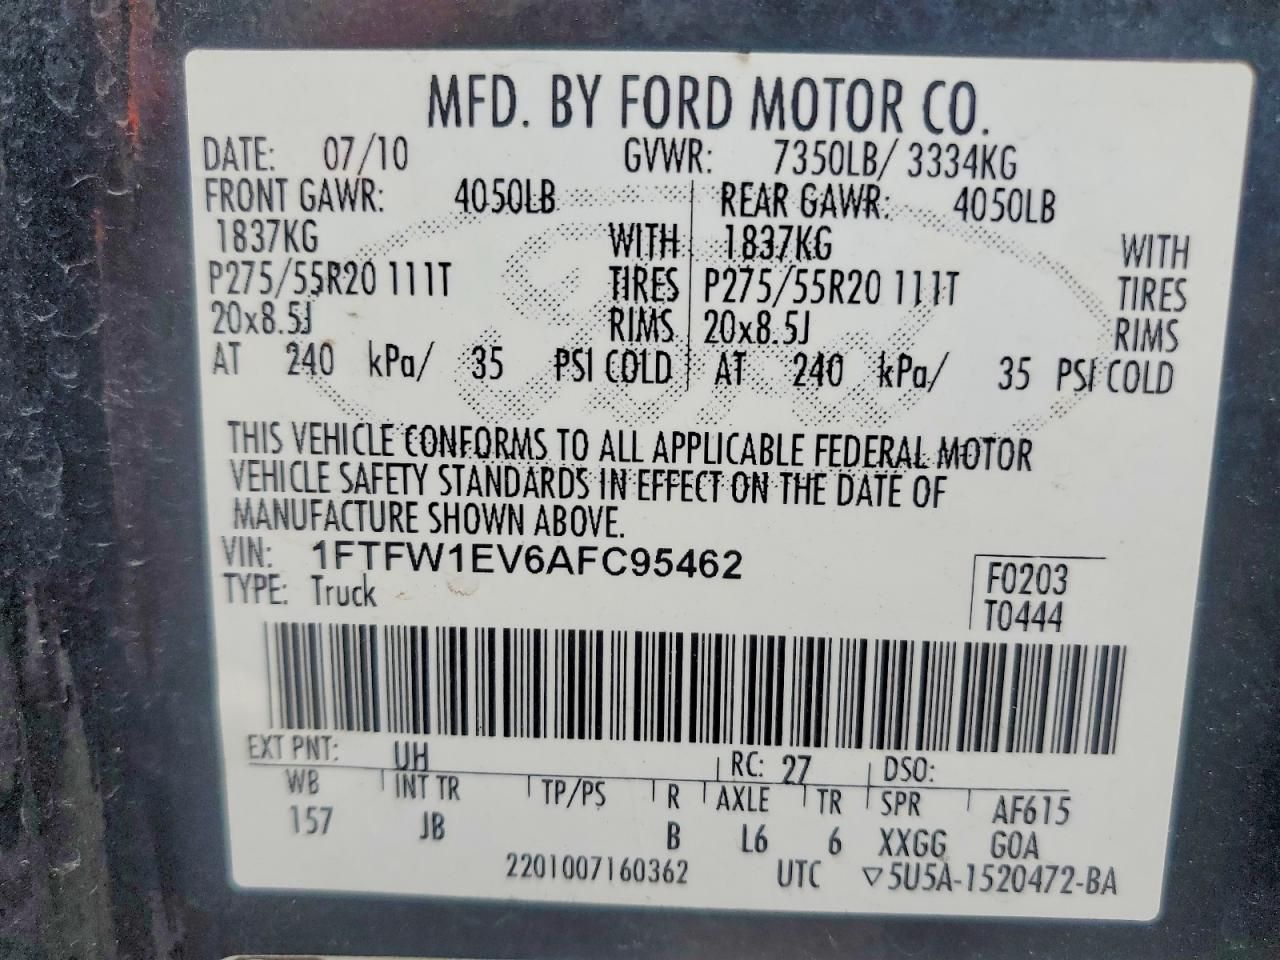 MFD. BY FORD MOTOR CO.
DATE: 07/10 GVWR: 7350LB/ 3334KG
FRONT GAWR: 4050LB REAR GAWR: 4050LB
1837KG WITH 1837KG WITH
P275/55R20 111T TIRES P275/55R20 111T TIRES
20x8.5J RIMS 20x8.5J RIMS
AT 240 kPa/ 35 PSI COLD AT 240 kPa/ 35 PSI COLD
THIS VEHICLE CONFORMS TO ALL APPLICABLE FEDERAL MOTOR
VEHICLE SAFETY STANDARDS IN EFFECT ON THE DATE OF
MANUFACTURE SHOWN ABOVE.
VIN: 1FTFW1EV6AFC95462
TYPE: Truck
F0203
T0444
EXT PNT: UH RC: 27 DSO:
WB INT TR TP/PS R AXLE TR SPR AF615
157 JB B L6 6 XXGG GOA
2201007160362 UTC ▽5U5A-1520472-BA